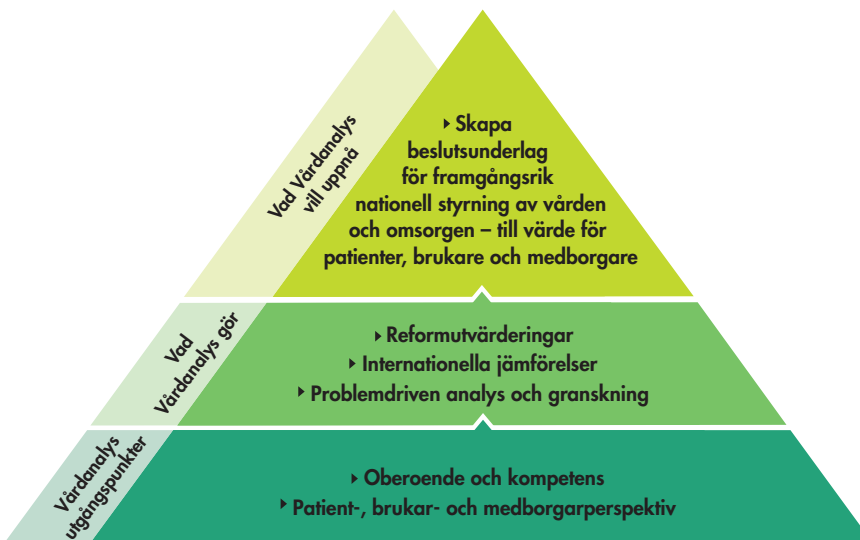 Vad Vårdanalys
vill uppnå
▸ Skapa
beslutsunderlag
för framgångsrik
nationell styrning av vården
och omsorgen – till värde för
patienter, brukare och medborgare
Vad
Vårdanalys gör
▸ Reformutvärderingar
▸ Internationella jämförelser
▸ Problemdriven analys och granskning
Vårdanalys
utgångspunkter
▸ Oberoende och kompetens
▸ Patient-, brukar- och medborgarperspektiv